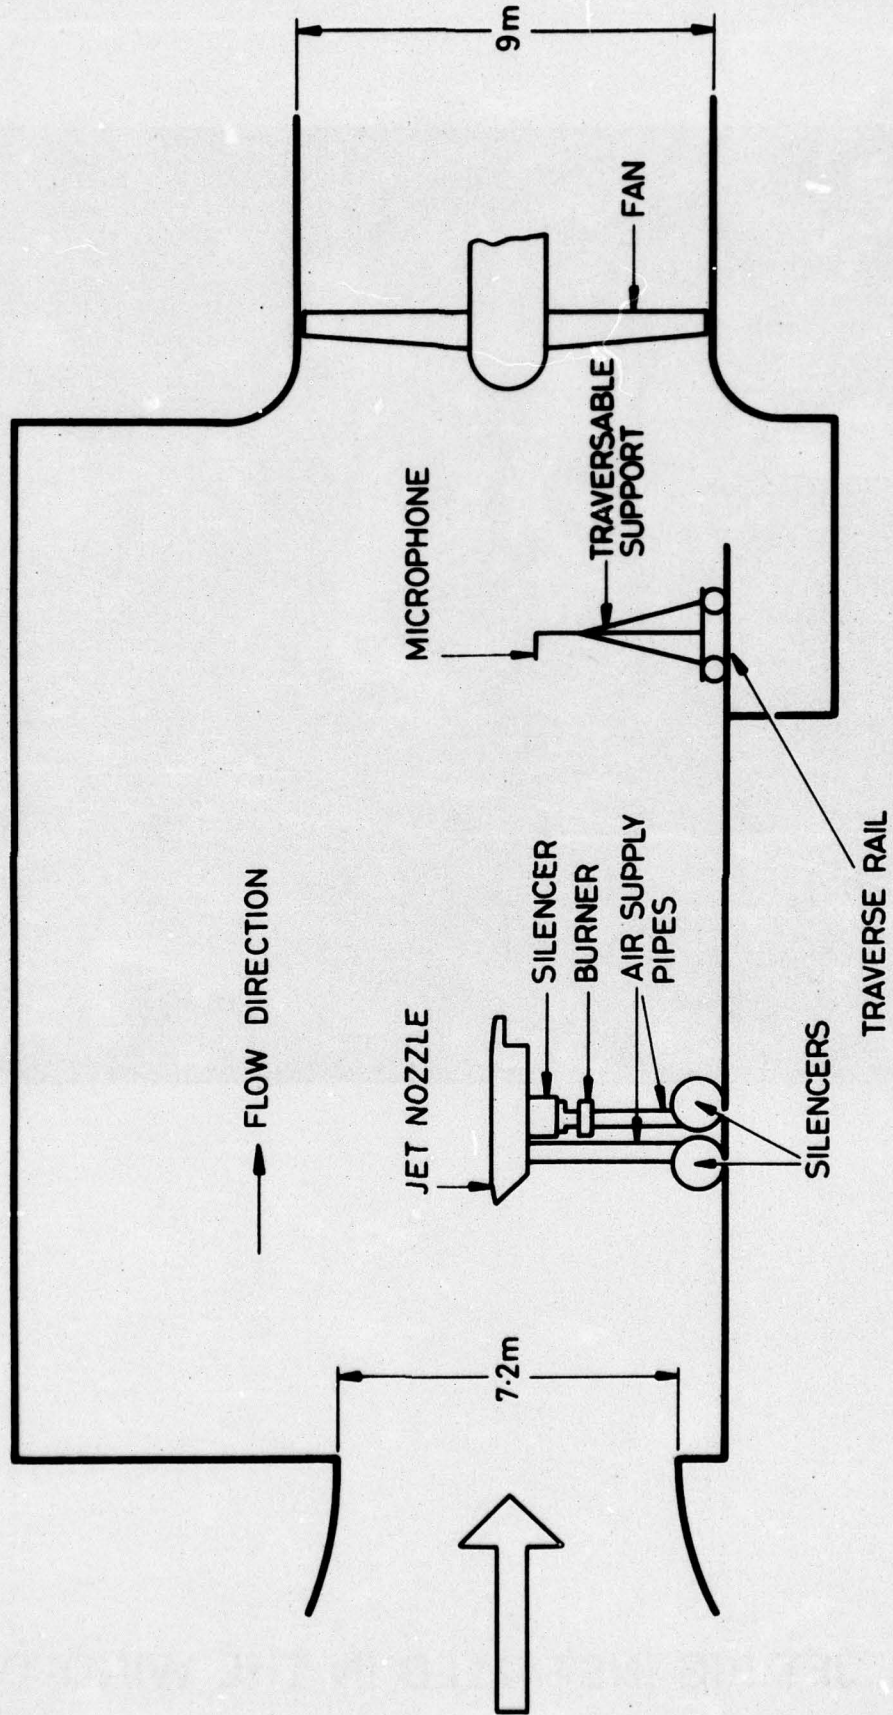 FLOW DIRECTION
JET NOZZLE
SILENCER
BURNER
AIR SUPPLY
PIPES
MICROPHONE
TRAVERSABLE
SUPPORT
FAN
7·2m
9m
SILENCERS
TRAVERSE RAIL